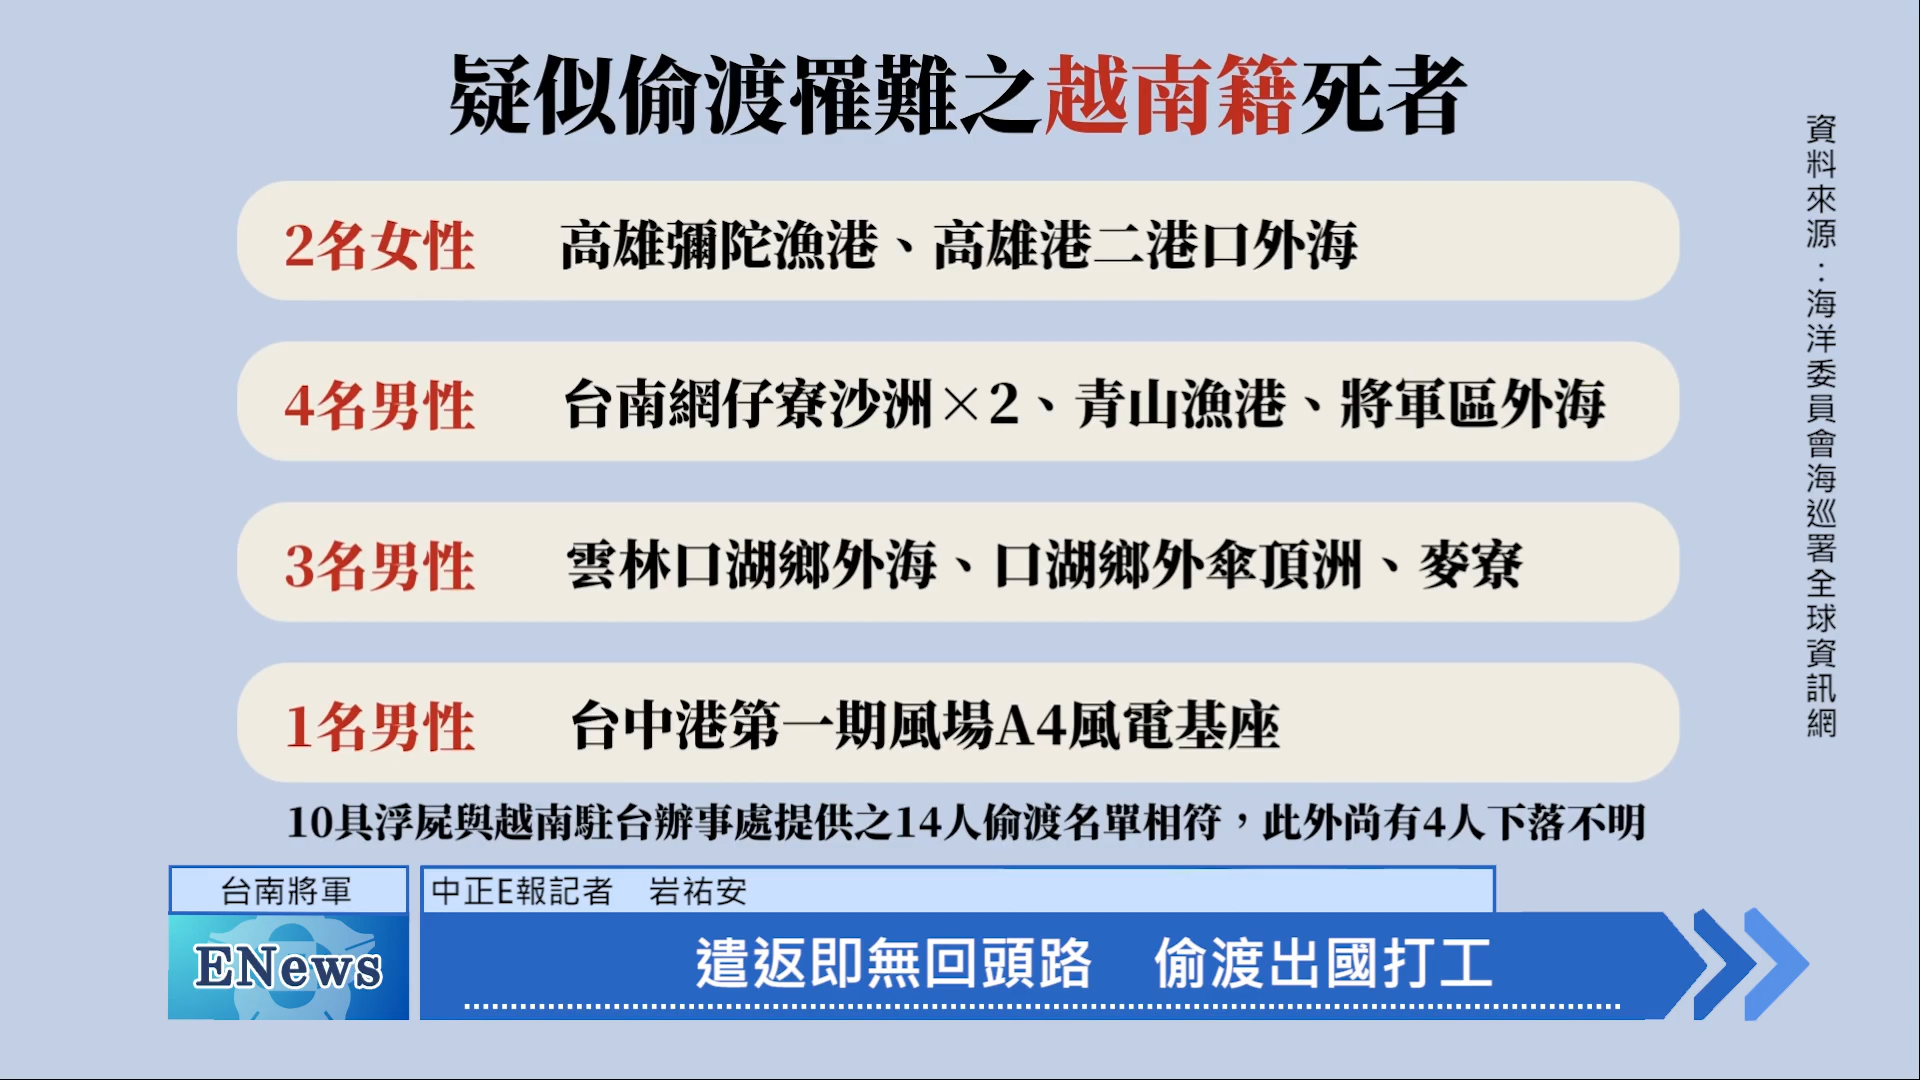 疑似偷渡罹難之越南籍死者
2名女性 高雄彌陀漁港、高雄港二港口外海
4名男性 台南網仔寮沙洲×2、青山漁港、將軍區外海
3名男性 雲林口湖鄉外海、口湖鄉外傘頂洲、麥寮
1名男性 台中港第一期風場A4風電基座
10具浮屍與越南駐台辦事處提供之14人偷渡名單相符，此外尚有4人下落不明
資料來源：海洋委員會海巡署全球資訊網
台南將軍 中正E報記者 岩祐安
ENews
遣返即無回頭路 偷渡出國打工